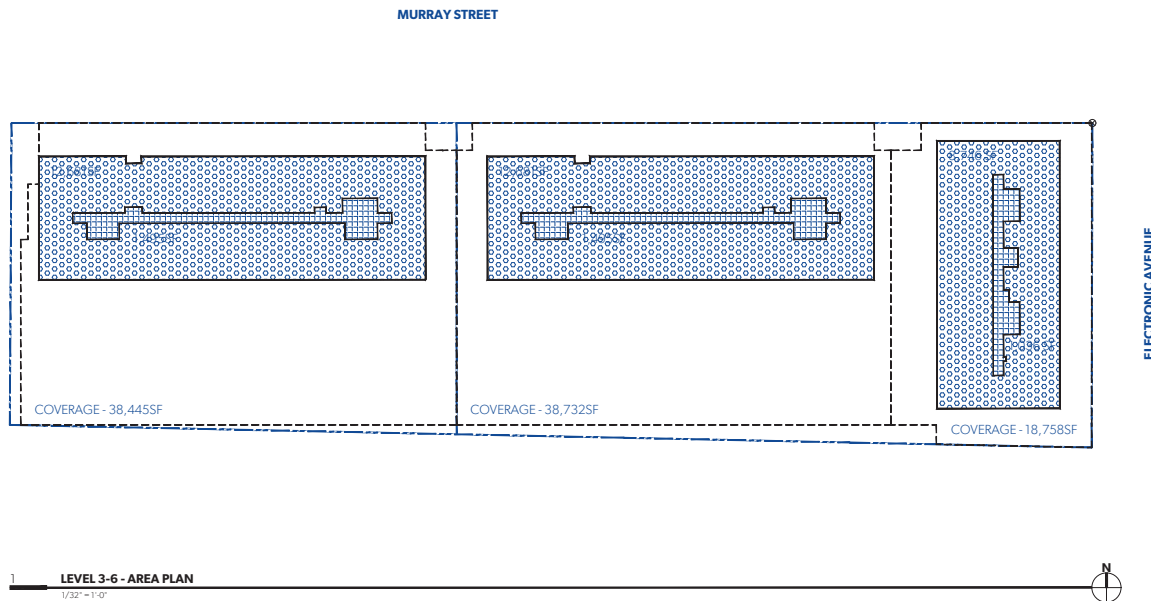 MURRAY STREET
ELECTRONIC AVENUE
COVERAGE - 38,445SF
COVERAGE - 38,732SF
COVERAGE - 18,758SF
1
LEVEL 3-6 - AREA PLAN
1/32" = 1'-0"
N